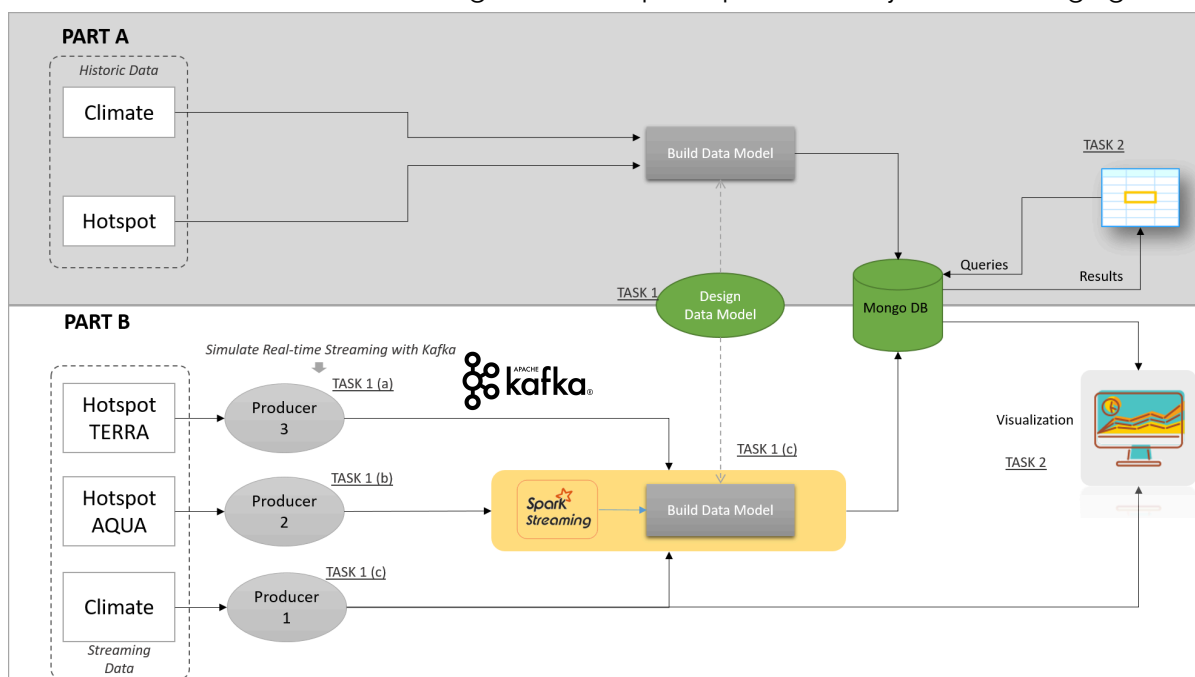 PART A
Historic Data
Climate
Hotspot
Build Data Model
TASK 2
Queries
Results
Mongo DB
TASK 1
Design
Data Model
PART B
Simulate Real-time Streaming with Kafka
APACHE
kafka®
TASK 1 (a)
Hotspot
TERRA
Producer
3
TASK 1 (b)
Hotspot
AQUA
Producer
2
TASK 1 (c)
Spark
Streaming
Build Data Model
Visualization
TASK 2
TASK 1 (c)
Climate
Producer
1
Streaming
Data